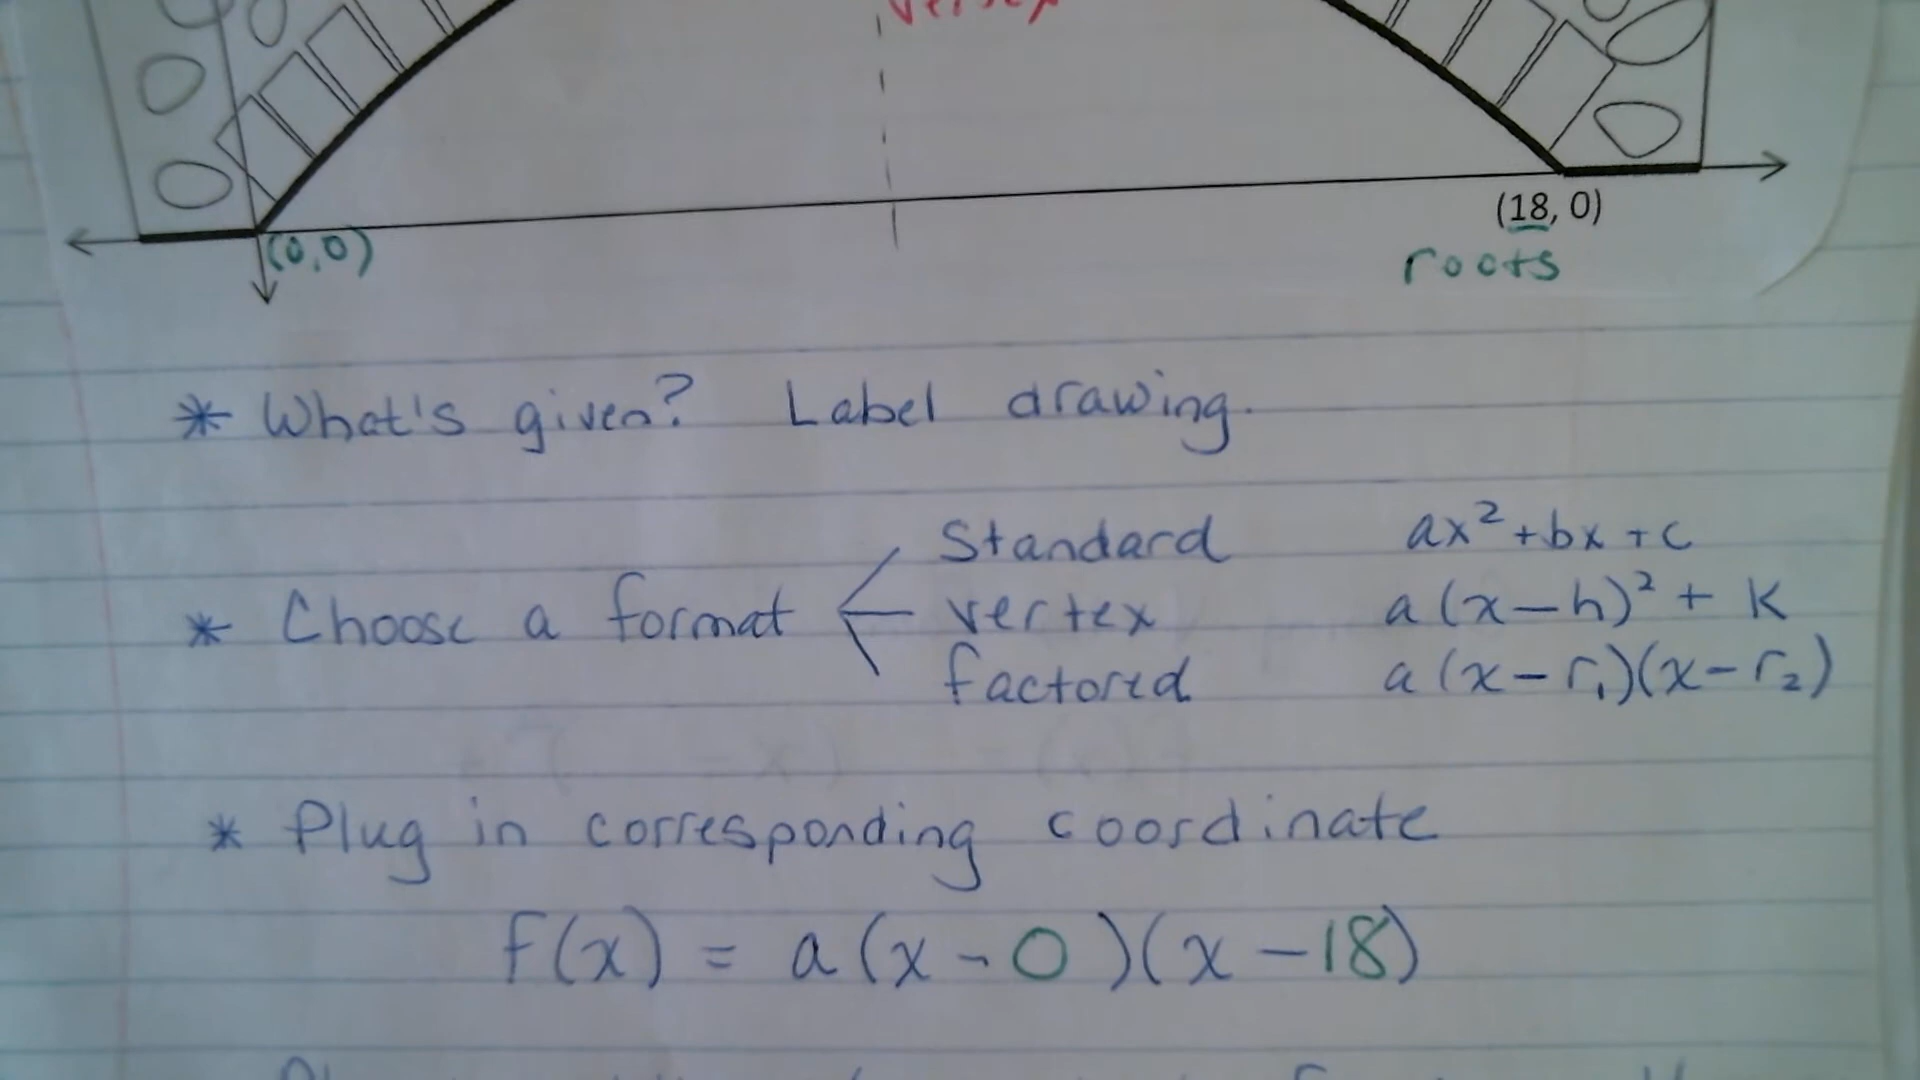 vertex
(0,0)
(18, 0)
roots
* What's given? Label drawing.
* Choose a format
Standard ax²+bx+c
vertex a(x-h)²+k
factored a(x-r₁)(x-r₂)
* Plug in corresponding coordinate
f(x) = a(x-0)(x-18)